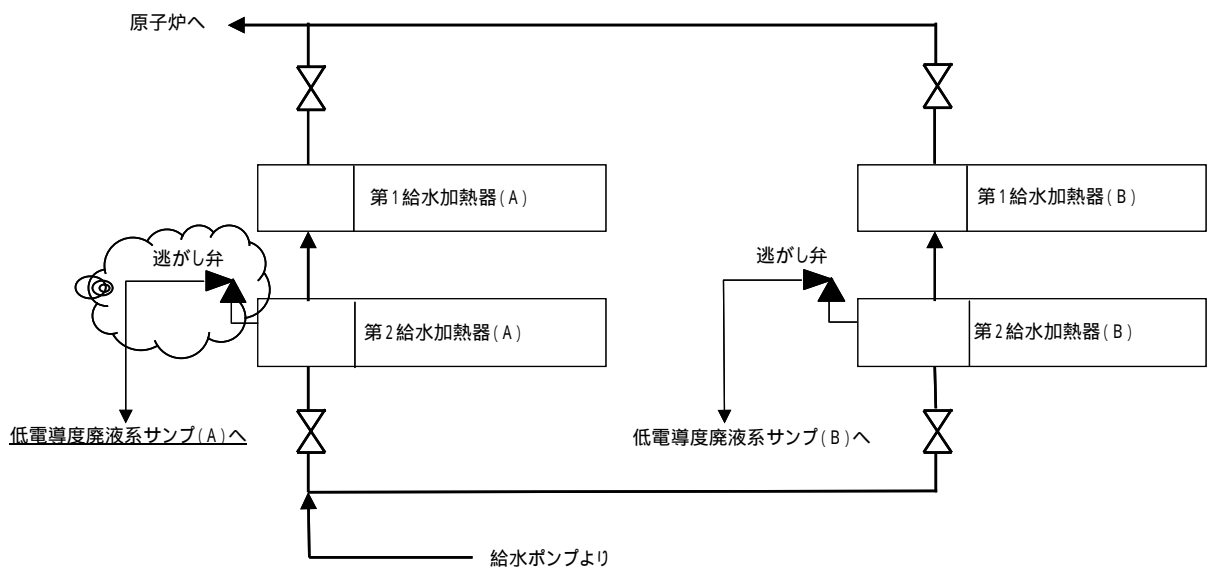 原子炉へ
第1給水加熱器(A)
第1給水加熱器(B)
逃がし弁
逃がし弁
第2給水加熱器(A)
第2給水加熱器(B)
低電導度廃液系サンプ(A)へ
低電導度廃液系サンプ(B)へ
給水ポンプより